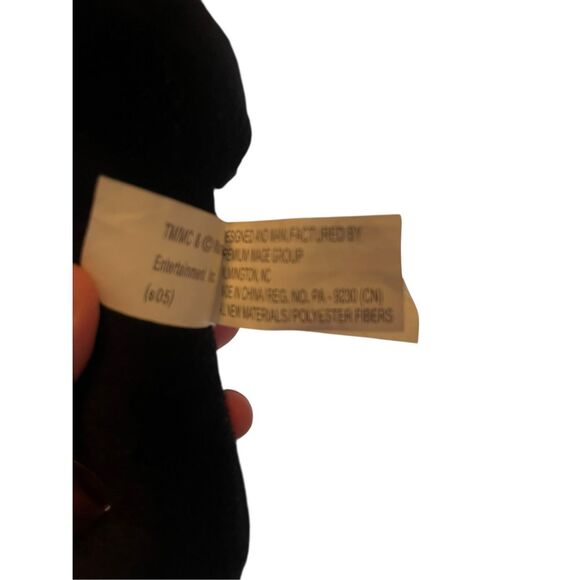 TM/MC & ©
Entertainment Inc
(s05)
DESIGNED AND MANUFACTURED BY
PREMIUM IMAGE GROUP
WILMINGTON, NC
MADE IN CHINA/REG. NO. PA - 9230 (CN)
ALL NEW MATERIALS/POLYESTER FIBERS